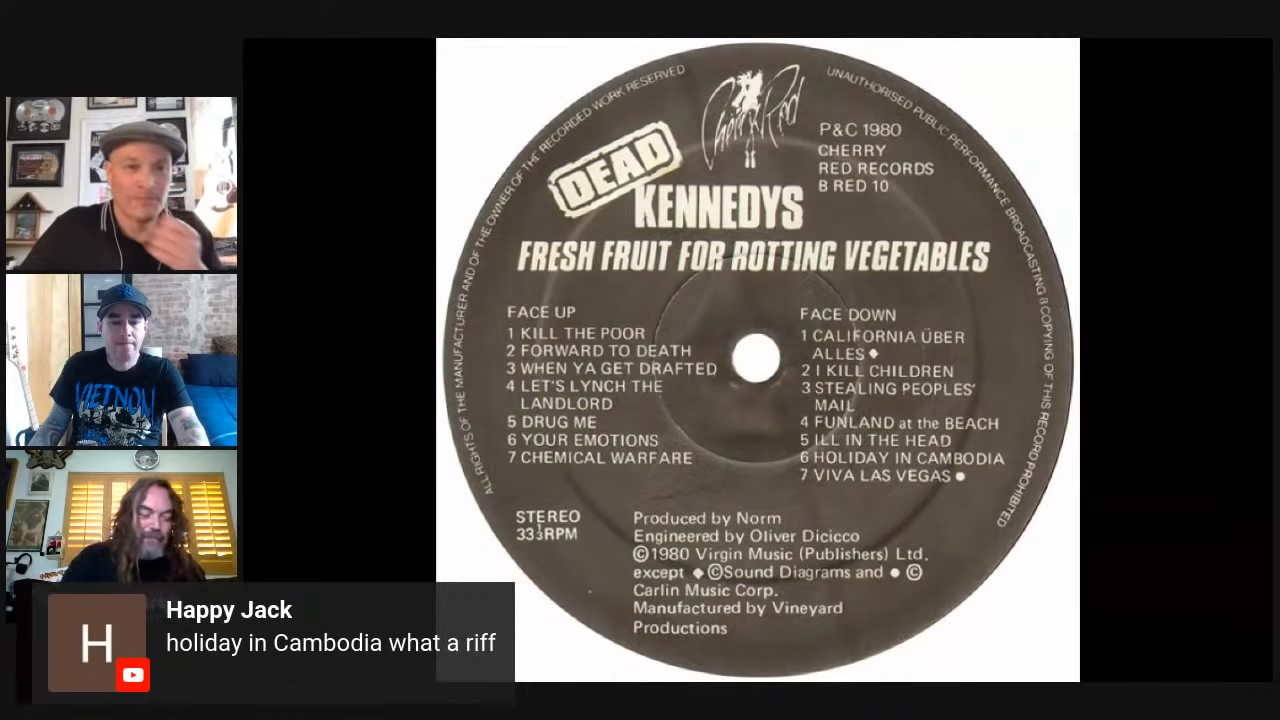 UNAUTHORISED PUBLIC PERFORMANCE BROADCASTING & COPYING OF THIS RECORD PROHIBITED
ALL RIGHTS OF THE MANUFACTURER AND OF THE OWNER OF THE RECORDED WORK RESERVED
Cherry Red
P&C 1980
CHERRY
RED RECORDS
B RED 10
DEAD
KENNEDYS
FRESH FRUIT FOR ROTTING VEGETABLES
FACE UP
1 KILL THE POOR
2 FORWARD TO DEATH
3 WHEN YA GET DRAFTED
4 LET'S LYNCH THE
LANDLORD
5 DRUG ME
6 YOUR EMOTIONS
7 CHEMICAL WARFARE
FACE DOWN
1 CALIFORNIA ÜBER
ALLES ◆
2 I KILL CHILDREN
3 STEALING PEOPLES'
MAIL
4 FUNLAND at the BEACH
5 ILL IN THE HEAD
6 HOLIDAY IN CAMBODIA
7 VIVA LAS VEGAS ●
STEREO
33⅓RPM
Produced by Norm
Engineered by Oliver Dicicco
©1980 Virgin Music (Publishers) Ltd.
except ◆ ©Sound Diagrams and ● ©
Carlin Music Corp.
Manufactured by Vineyard
Productions
VIETNOM
H
Happy Jack
holiday in Cambodia what a riff